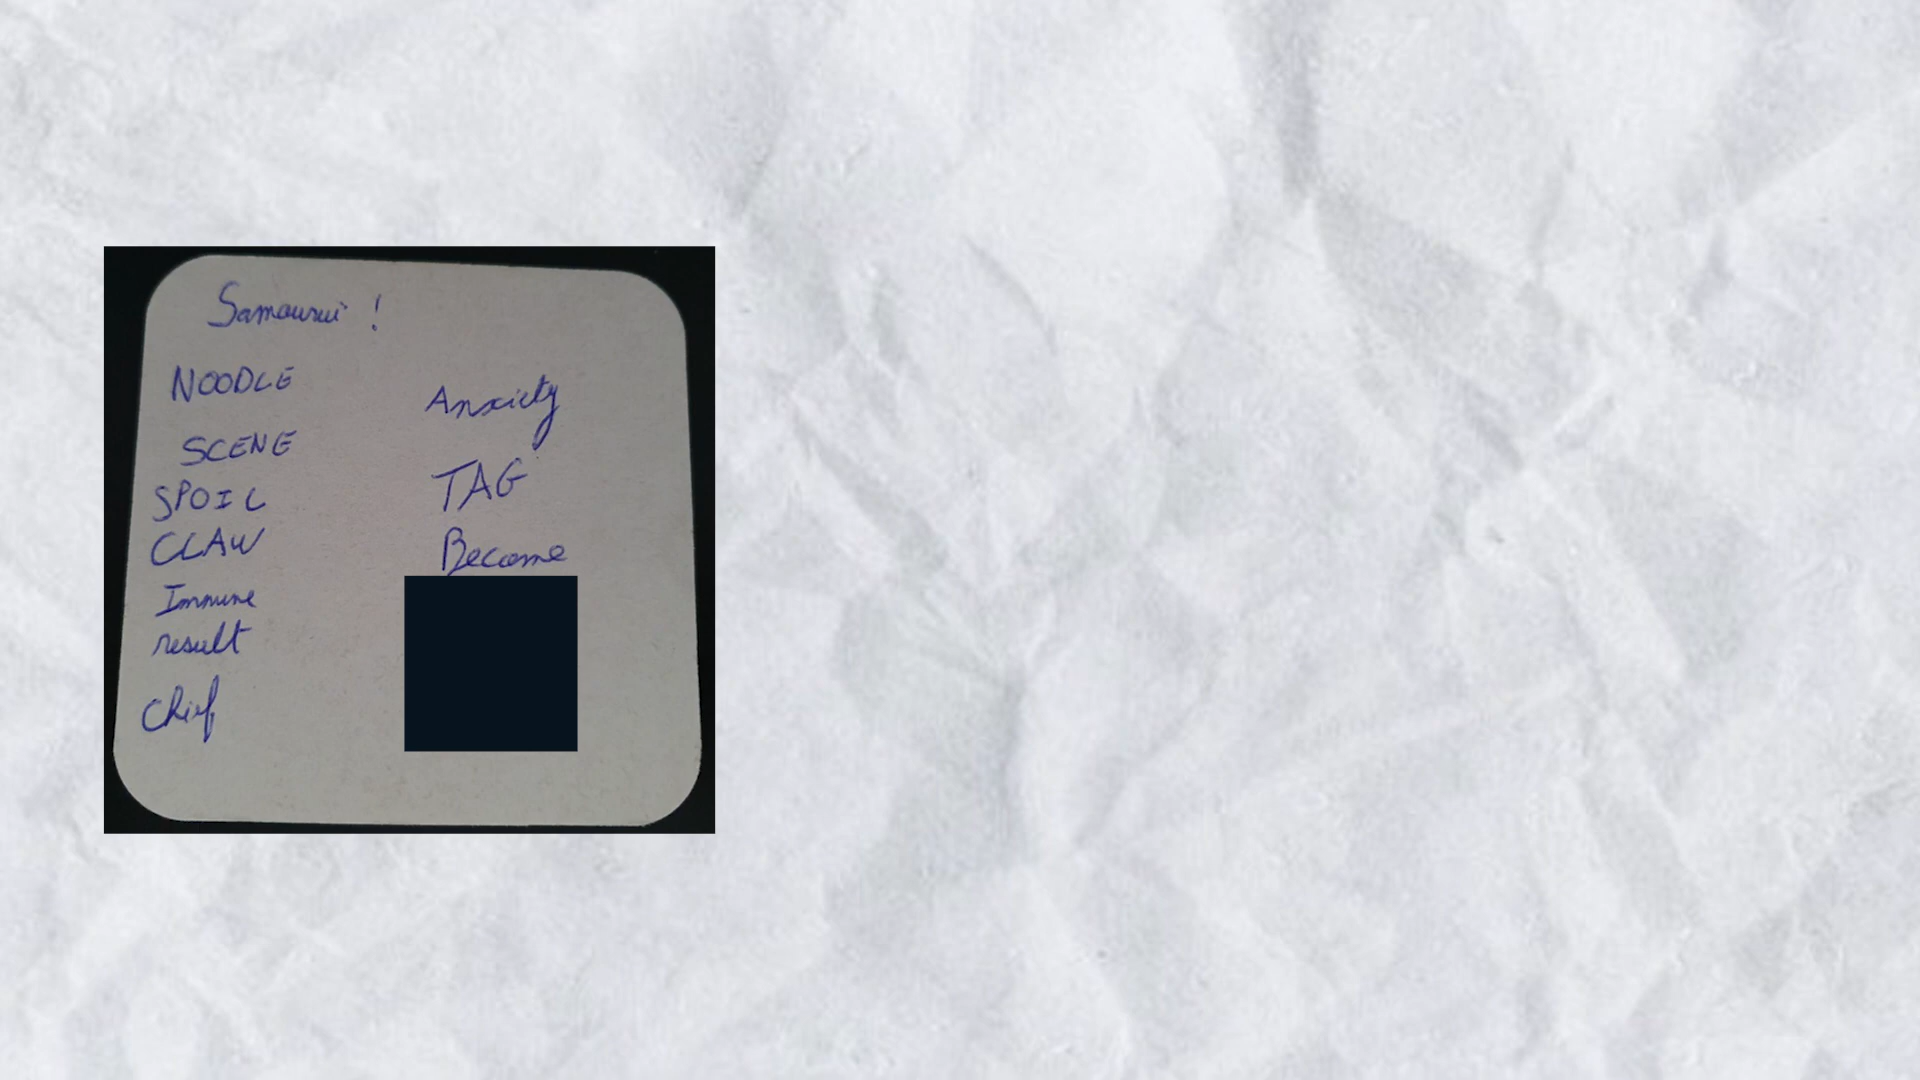 Samourai !
NOODLE
SCENE
SPOIL
CLAW
Immune
result
Chief
Anxiety
TAG
Become